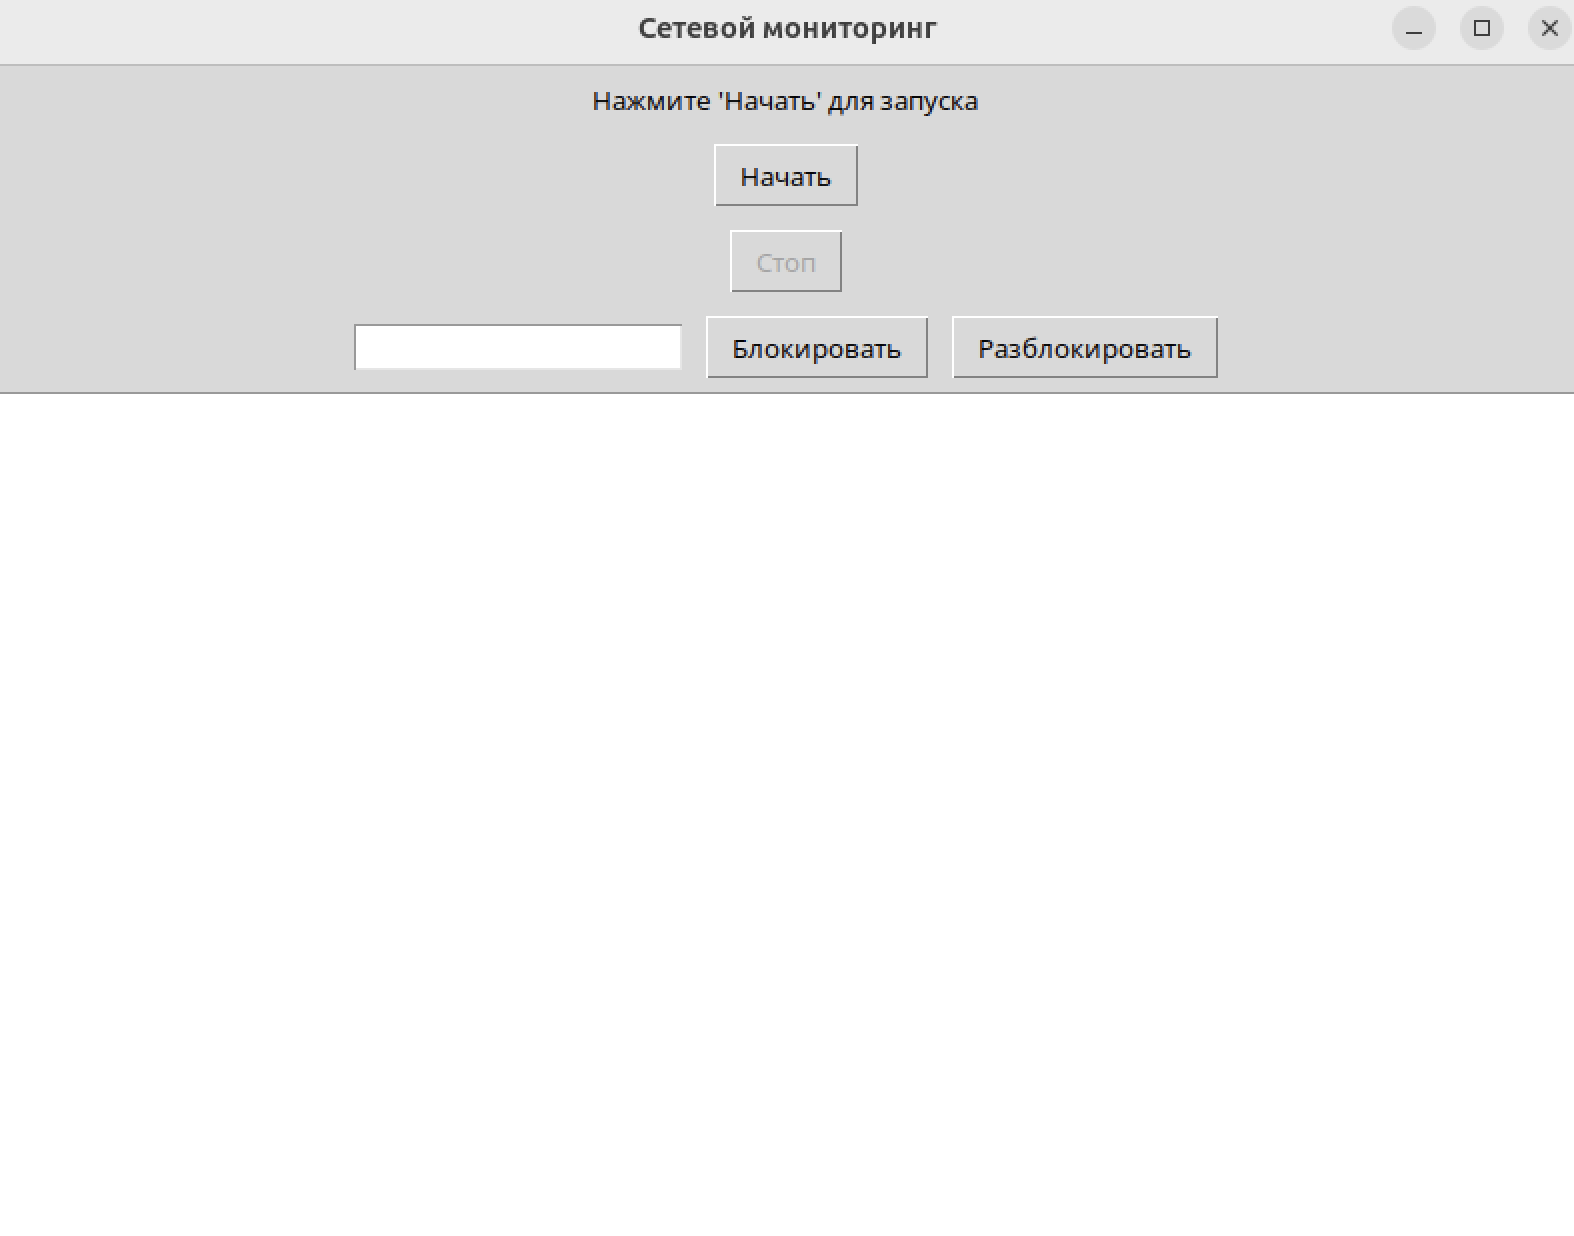 Сетевой мониторинг
Нажмите 'Начать' для запуска
Начать
Стоп
Блокировать Разблокировать